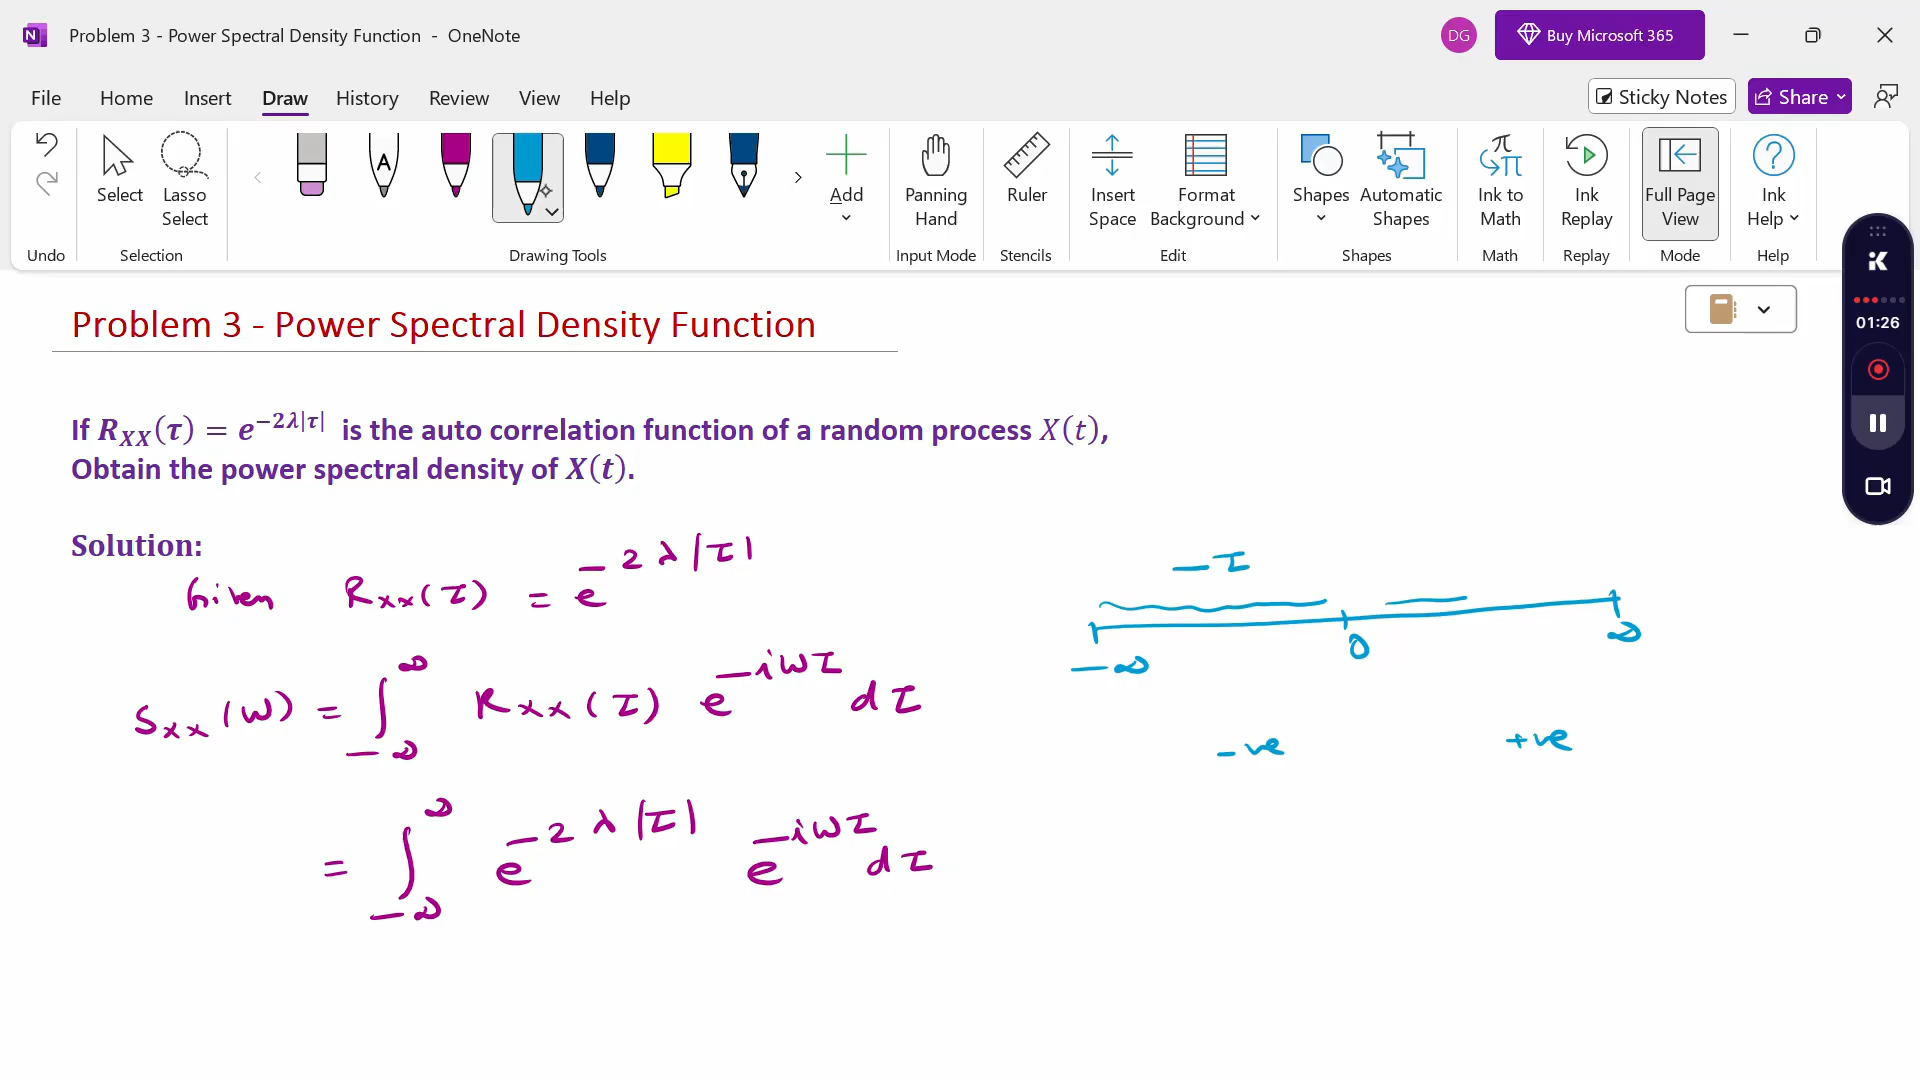 Problem 3 - Power Spectral Density Function - OneNote
DG
Buy Microsoft 365
File Home Insert Draw History Review View Help
Sticky Notes
Share
Select
Lasso Select
A
Add
Panning Hand
Ruler
Insert Space
Format Background
Shapes
Automatic Shapes
Ink to Math
Ink Replay
Full Page View
Ink Help
Undo Selection Drawing Tools Input Mode Stencils Edit Shapes Math Replay Mode Help
01:26
Problem 3 - Power Spectral Density Function
If R_XX(τ) = e^{-2λ|τ|} is the auto correlation function of a random process X(t),
Obtain the power spectral density of X(t).
Solution:
Given R_xx(τ) = e^{-2λ|τ|}
S_xx(ω) = ∫_{-∞}^{∞} R_xx(τ) e^{-iωτ} dτ
= ∫_{-∞}^{∞} e^{-2λ|τ|} e^{-iωτ} dτ
-τ
-∞ 0 ∞
-ve +ve